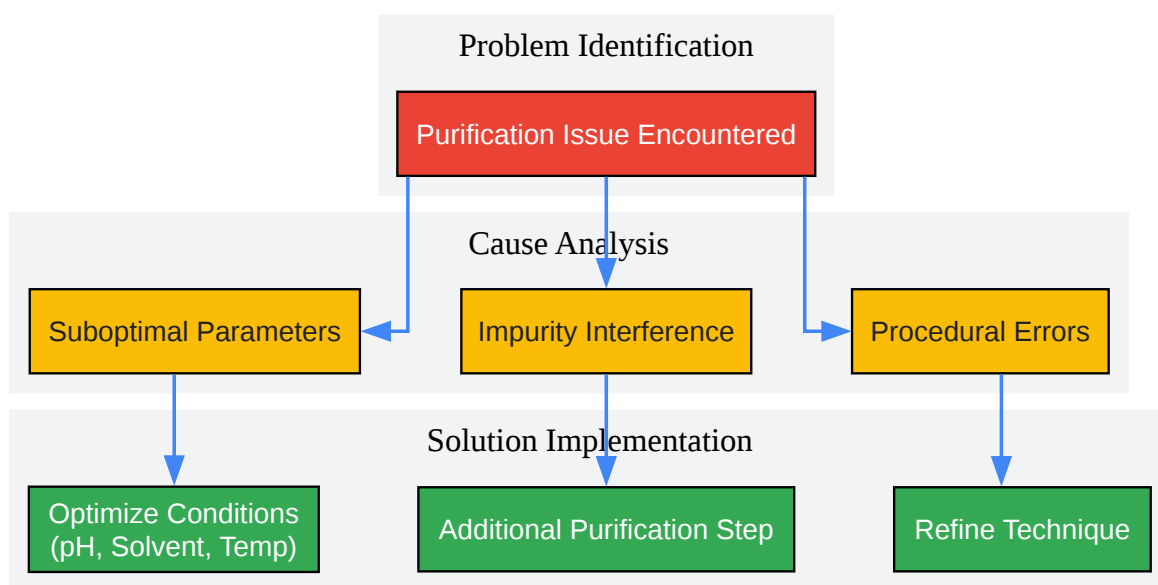 Problem Identification
Purification Issue Encountered
Cause Analysis
Suboptimal Parameters
Impurity Interference
Procedural Errors
Solution Implementation
Optimize Conditions
(pH, Solvent, Temp)
Additional Purification Step
Refine Technique